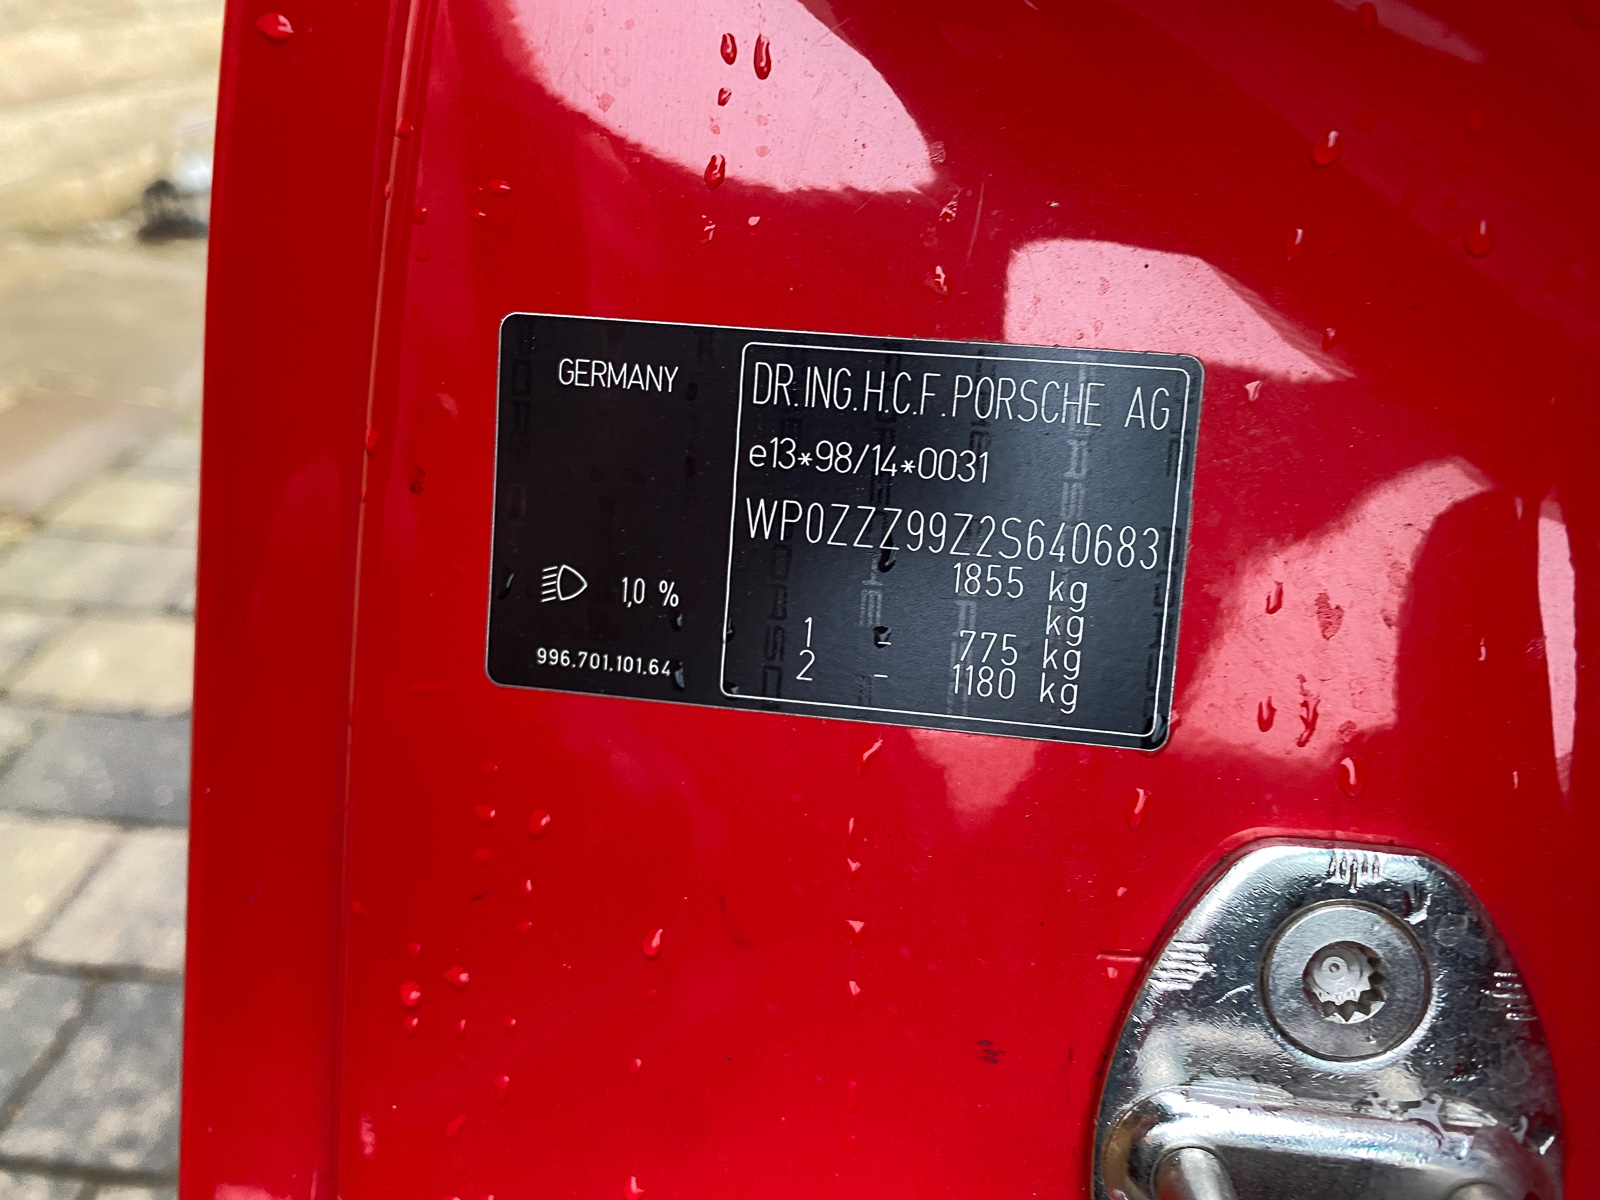 GERMANY
DR.ING.H.C.F.PORSCHE AG
e13*98/14*0031
WP0ZZZ99Z2S640683
1855 kg
kg
1 - 775 kg
2 - 1180 kg
1,0 %
996.701.101.64